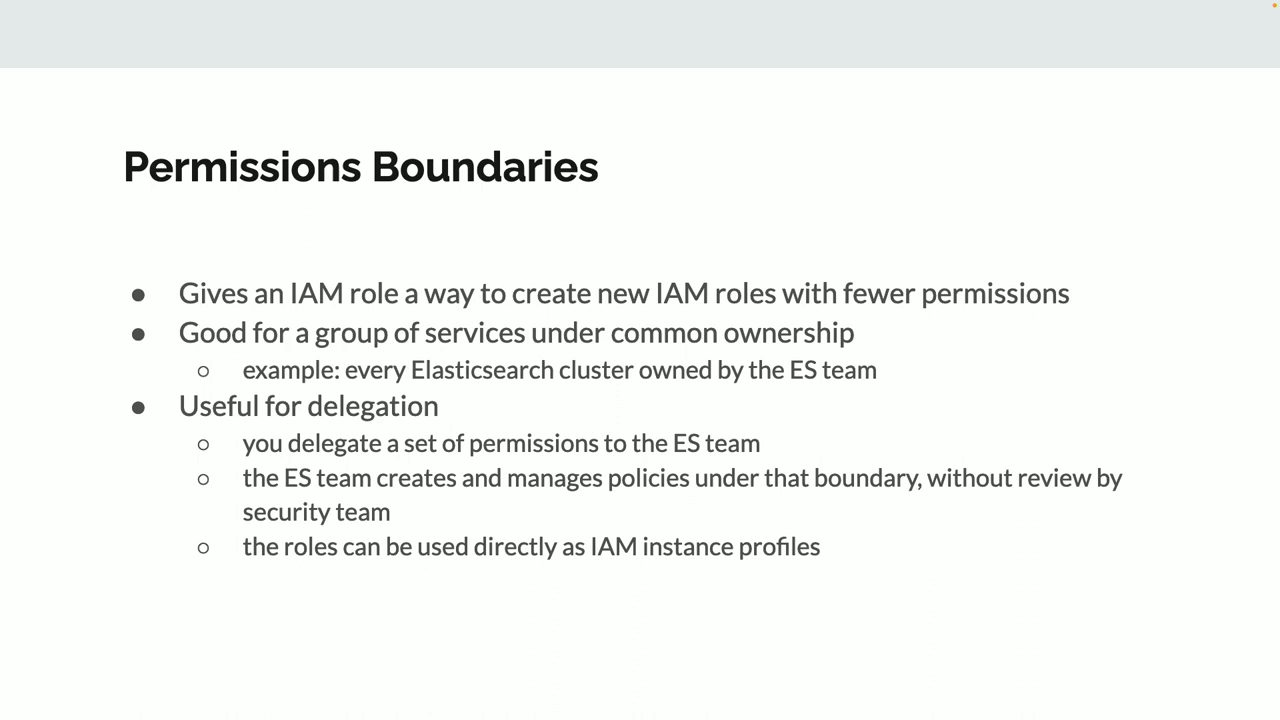 Permissions Boundaries
● Gives an IAM role a way to create new IAM roles with fewer permissions
● Good for a group of services under common ownership
○ example: every Elasticsearch cluster owned by the ES team
● Useful for delegation
○ you delegate a set of permissions to the ES team
○ the ES team creates and manages policies under that boundary, without review by
security team
○ the roles can be used directly as IAM instance profiles